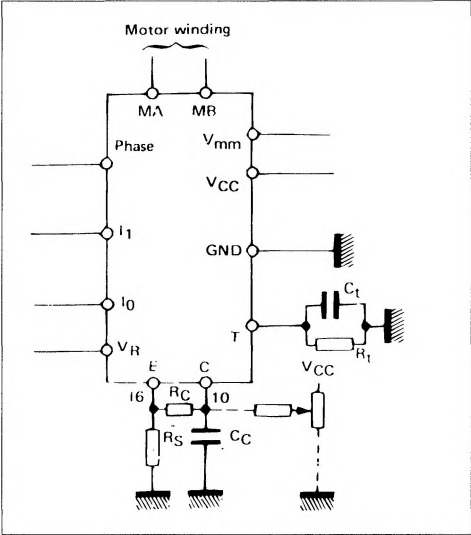 Motor winding
MA MB
Phase
Vmm
VCC
I1
GND
I0
Ct
T
Rt
VR
E C
VCC
16 RC 10
RS
CC